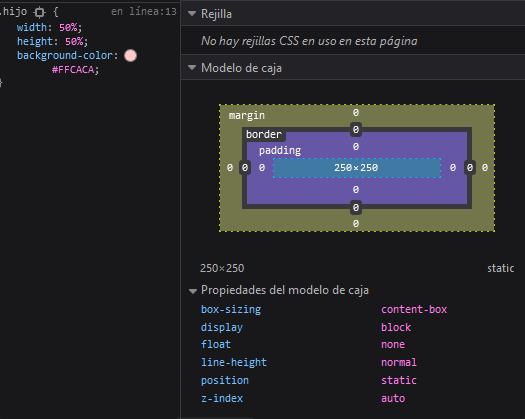 .hijo { en línea:13
width: 50%;
height: 50%;
background-color:
#FFCACA;
}
Rejilla
No hay rejillas CSS en uso en esta página
Modelo de caja
margin 0
border 0
padding 0
0 0 0 250×250 0 0 0
0
0
0
250×250 static
Propiedades del modelo de caja
box-sizing content-box
display block
float none
line-height normal
position static
z-index auto